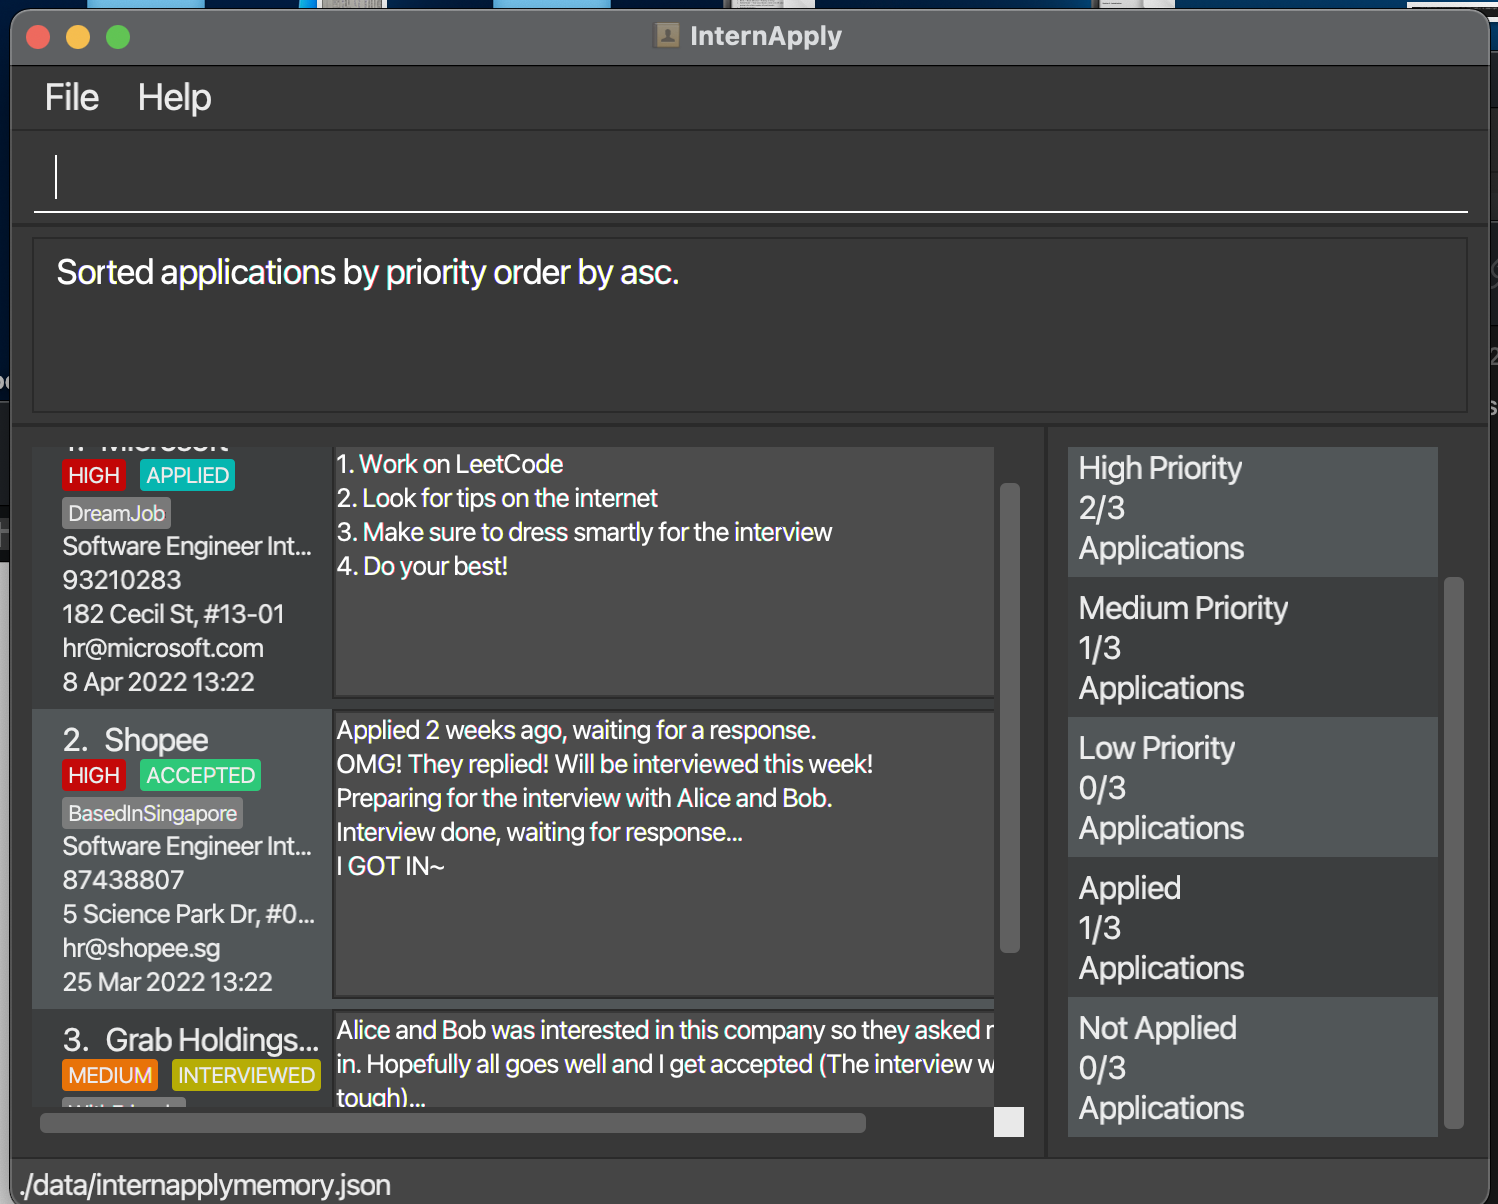 InternApply
File Help
Sorted applications by priority order by asc.
1. Microsoft
HIGH APPLIED
DreamJob
Software Engineer Int...
93210283
182 Cecil St, #13-01
hr@microsoft.com
8 Apr 2022 13:22
1. Work on LeetCode
2. Look for tips on the internet
3. Make sure to dress smartly for the interview
4. Do your best!
2. Shopee
HIGH ACCEPTED
BasedInSingapore
Software Engineer Int...
87438807
5 Science Park Dr, #0...
hr@shopee.sg
25 Mar 2022 13:22
Applied 2 weeks ago, waiting for a response.
OMG! They replied! Will be interviewed this week!
Preparing for the interview with Alice and Bob.
Interview done, waiting for response...
I GOT IN~
3. Grab Holdings...
MEDIUM INTERVIEWED
Alice and Bob was interested in this company so they asked
in. Hopefully all goes well and I get accepted (The interview
tough)...
High Priority
2/3
Applications
Medium Priority
1/3
Applications
Low Priority
0/3
Applications
Applied
1/3
Applications
Not Applied
0/3
Applications
./data/internapplymemory.json